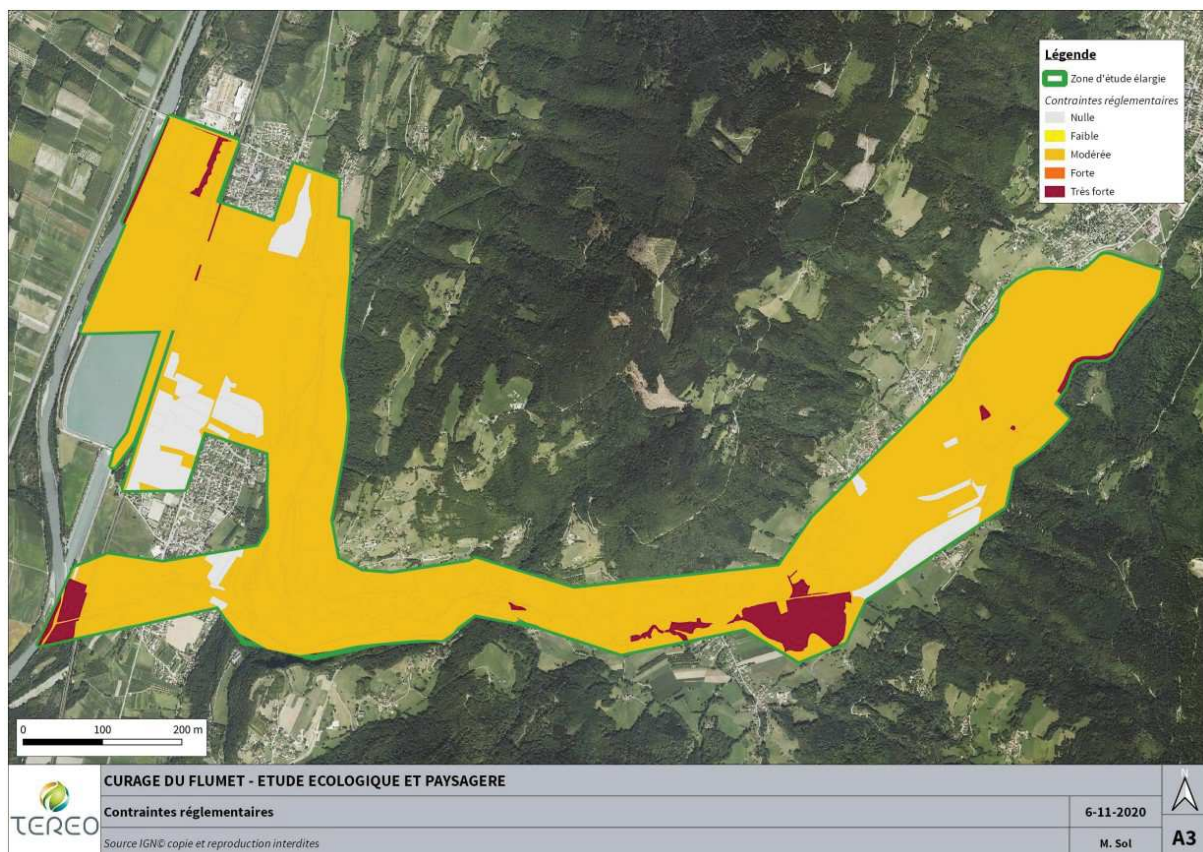 Légende
Zone d'étude élargie
Contraintes réglementaires
Nulle
Faible
Modérée
Forte
Très forte
0 100 200 m
TEREO
CURAGE DU FLUMET - ETUDE ECOLOGIQUE ET PAYSAGERE
Contraintes réglementaires
6-11-2020
Source IGN© copie et reproduction interdites
M. Sol
N
A3